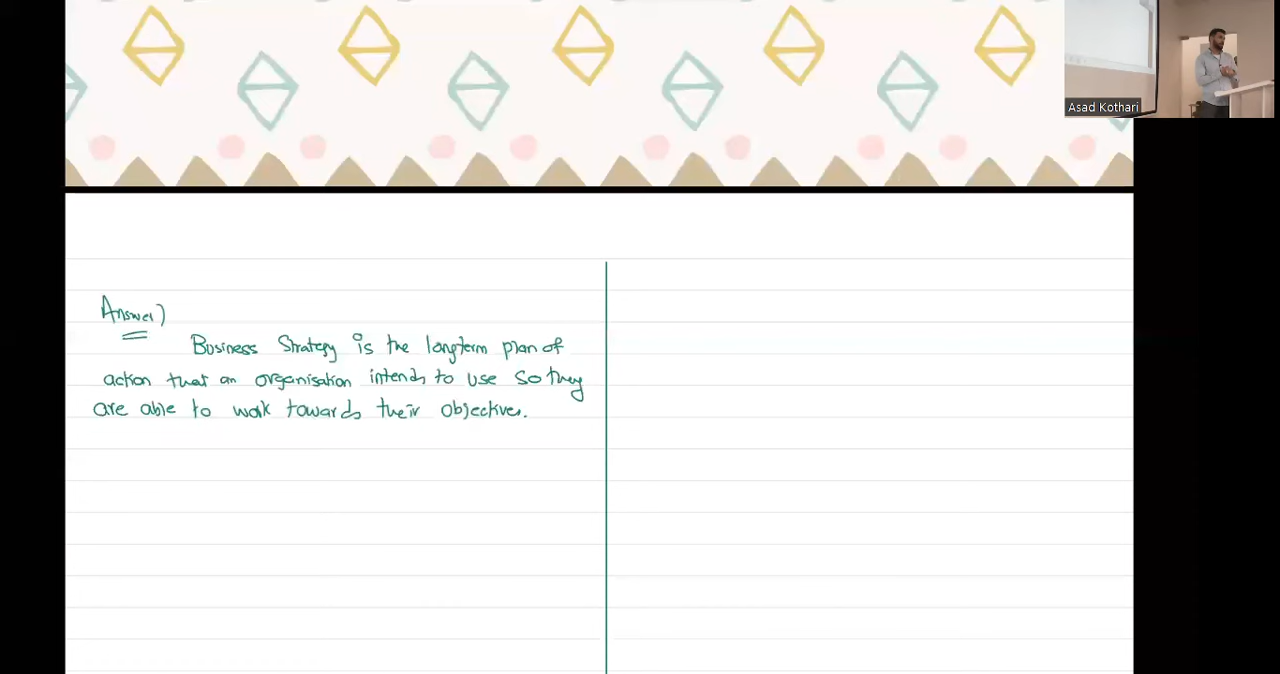 Asad Kothari
Answer)
Business Strategy is the longterm plan of
action that an organisation intends to use so they
are able to work towards their objectives.